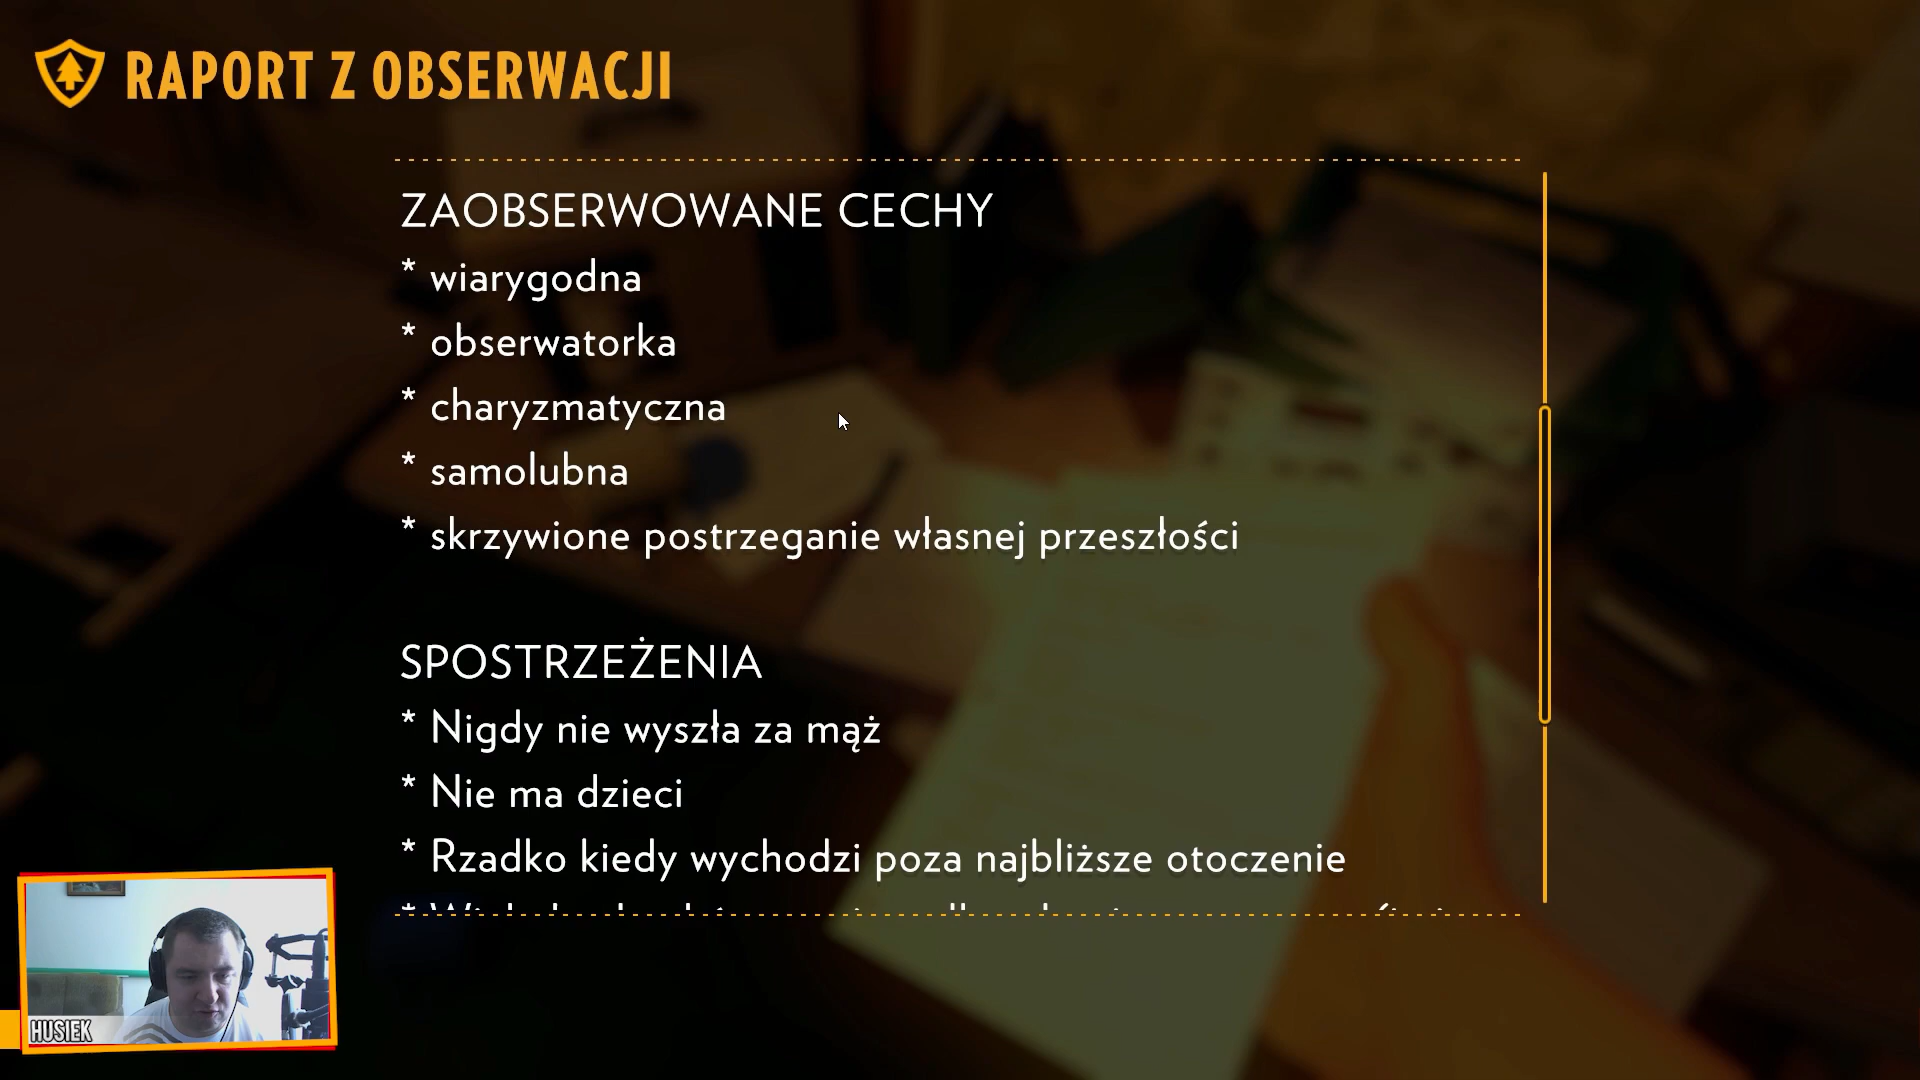 RAPORT Z OBSERWACJI
ZAOBSERWOWANE CECHY
* wiarygodna
* obserwatorka
* charyzmatyczna
* samolubna
* skrzywione postrzeganie własnej przeszłości
SPOSTRZEŻENIA
* Nigdy nie wyszła za mąż
* Nie ma dzieci
* Rzadko kiedy wychodzi poza najbliższe otoczenie
HUSIEK